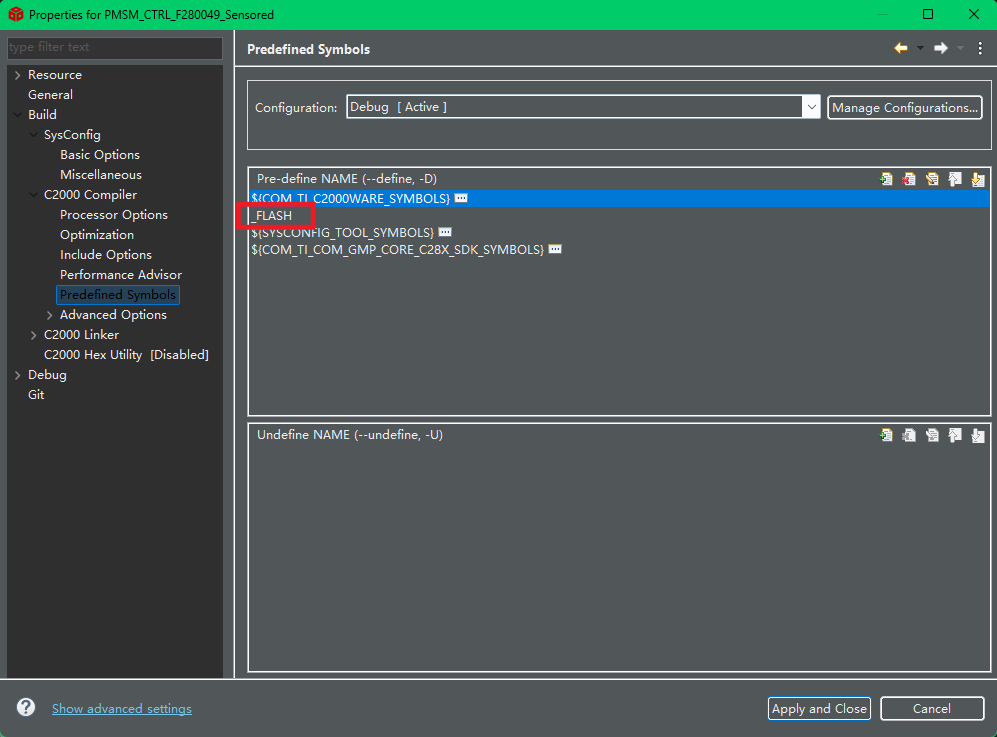 Properties for PMSM_CTRL_F280049_Sensored
type filter text
Predefined Symbols
Resource
General
Build
SysConfig
Basic Options
Miscellaneous
C2000 Compiler
Processor Options
Optimization
Include Options
Performance Advisor
Predefined Symbols
Advanced Options
C2000 Linker
C2000 Hex Utility [Disabled]
Debug
Git
Configuration: Debug [ Active ] Manage Configurations...
Pre-define NAME (--define, -D)
${COM_TI_C2000WARE_SYMBOLS}
_FLASH
${SYSCONFIG_TOOL_SYMBOLS}
${COM_TI_COM_GMP_CORE_C28X_SDK_SYMBOLS}
Undefine NAME (--undefine, -U)
? Show advanced settings
Apply and Close Cancel